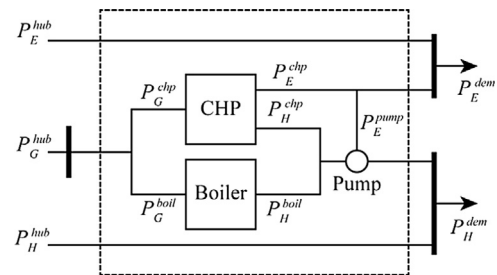 P_E^{hub}
P_E^{chp}
P_G^{chp}
CHP
P_H^{chp}
P_E^{dem}
P_E^{pump}
P_G^{hub}
Boiler
Pump
P_G^{boil}
P_H^{boil}
P_H^{dem}
P_H^{hub}